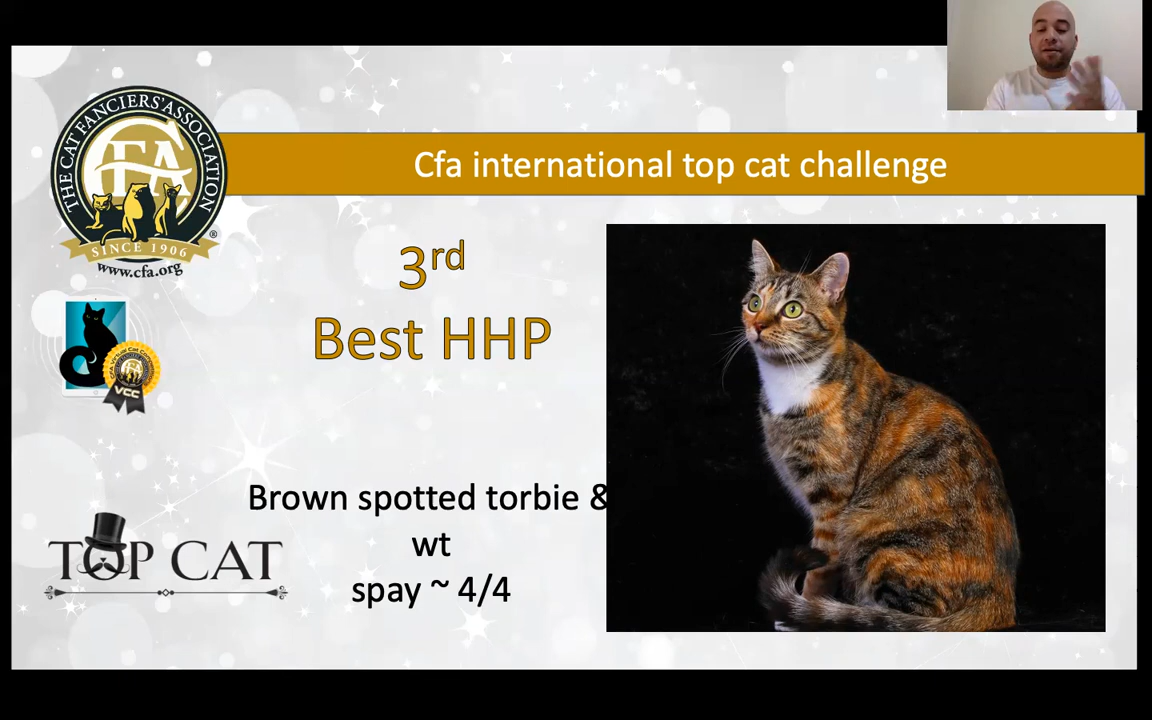 THE CAT FANCIERS' ASSOCIATION
CFA
®
SINCE 1906
www.cfa.org
Cfa international top cat challenge
3rd
Best HHP
VCC
Brown spotted torbie &
wt
spay ~ 4/4
TOP CAT